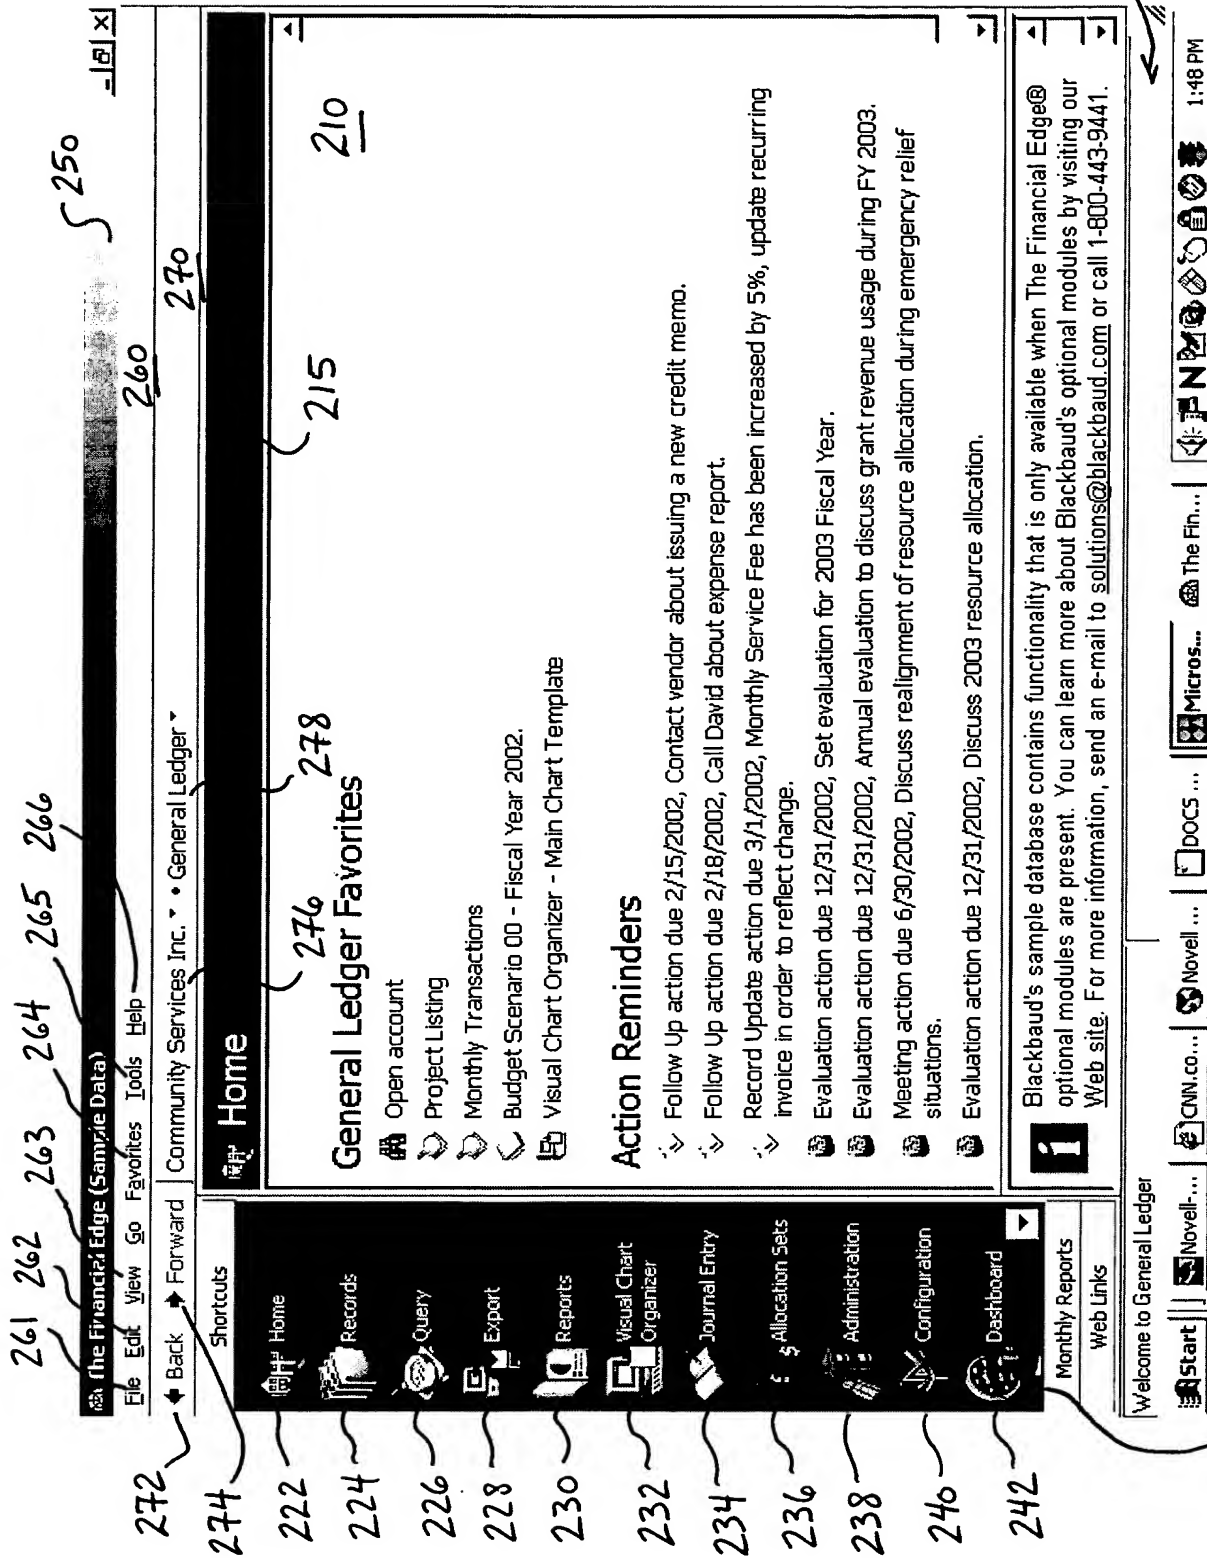 261 262 263 264 265 266
250
The Financial Edge (Sample Data)
File Edit View Go Favorites Tools Help
260
272
Back Forward
Community Services Inc. • General Ledger
270
274
Shortcuts
Home
276
278
215
210
222
Home
224
Records
226
Query
228
Export
230
Reports
232
Visual Chart
Organizer
234
Journal Entry
236
$ Allocation Sets
238
Administration
240
Configuration
242
Dashboard
Monthly Reports
Web Links
General Ledger Favorites
Open account
Project Listing
Monthly Transactions
Budget Scenario 00 - Fiscal Year 2002.
Visual Chart Organizer - Main Chart Template
Action Reminders
Follow Up action due 2/15/2002, Contact vendor about issuing a new credit memo.
Follow Up action due 2/18/2002, Call David about expense report.
Record Update action due 3/1/2002, Monthly Service Fee has been increased by 5%, update recurring
invoice in order to reflect change.
Evaluation action due 12/31/2002, Set evaluation for 2003 Fiscal Year.
Evaluation action due 12/31/2002, Annual evaluation to discuss grant revenue usage during FY 2003.
Meeting action due 6/30/2002, Discuss realignment of resource allocation during emergency relief
situations.
Evaluation action due 12/31/2002, Discuss 2003 resource allocation.
i
Blackbaud's sample database contains functionality that is only available when The Financial Edge®
optional modules are present. You can learn more about Blackbaud's optional modules by visiting our
Web site. For more information, send an e-mail to solutions@blackbaud.com or call 1-800-443-9441.
Welcome to General Ledger
Start Novell-... CNN.co... Novell ... DOCS ... Micros... The Fin... N 1:48 PM